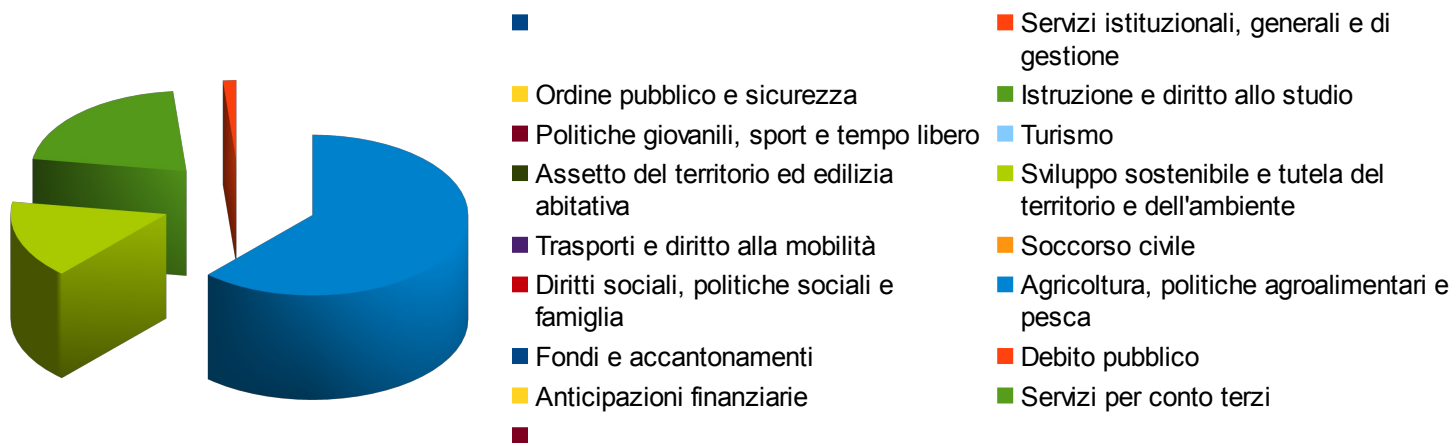 Servizi istituzionali, generali e di
gestione
Ordine pubblico e sicurezza
Istruzione e diritto allo studio
Politiche giovanili, sport e tempo libero
Turismo
Assetto del territorio ed edilizia
abitativa
Sviluppo sostenibile e tutela del
territorio e dell'ambiente
Trasporti e diritto alla mobilità
Soccorso civile
Diritti sociali, politiche sociali e
famiglia
Agricoltura, politiche agroalimentari e
pesca
Fondi e accantonamenti
Debito pubblico
Anticipazioni finanziarie
Servizi per conto terzi